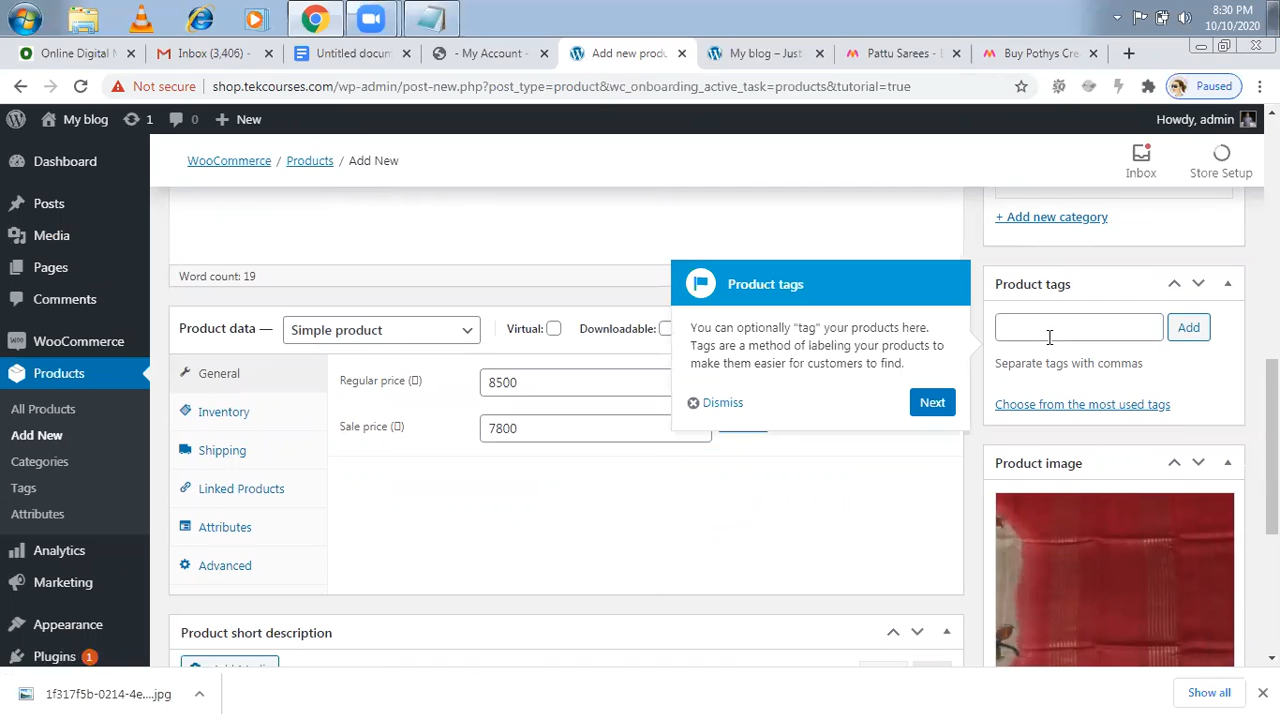 8:30 PM
10/10/2020
Online Digital M
Inbox (3,406) -
Untitled docum
- My Account -
Add new produ
My blog – Just
Pattu Sarees - B
Buy Pothys Cre
Not secure
shop.tekcourses.com/wp-admin/post-new.php?post_type=product&wc_onboarding_active_task=products&tutorial=true
Paused
My blog
1
0
New
Howdy, admin
Dashboard
Posts
Media
Pages
Comments
WooCommerce
Products
All Products
Add New
Categories
Tags
Attributes
Analytics
Marketing
Appearance
Plugins 1
WooCommerce / Products / Add New
Inbox
Store Setup
Word count: 19
Product data —
Simple product
Virtual:
Downloadable:
General
Inventory
Shipping
Linked Products
Attributes
Advanced
Regular price (▯)
8500
Sale price (▯)
7800
Product short description
Product tags
You can optionally "tag" your products here.
Tags are a method of labeling your products to
make them easier for customers to find.
Dismiss
Next
+ Add new category
Product tags
Add
Separate tags with commas
Choose from the most used tags
Product image
1f317f5b-0214-4e....jpg
Show all